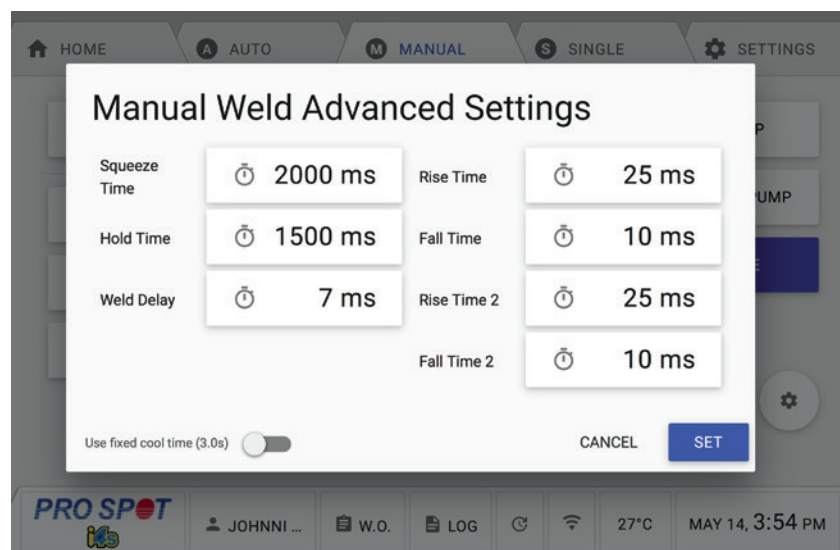 HOME
A AUTO
M MANUAL
S SINGLE
SETTINGS
Manual Weld Advanced Settings
Squeeze
Time
2000 ms
Rise Time
25 ms
Hold Time
1500 ms
Fall Time
10 ms
Weld Delay
7 ms
Rise Time 2
25 ms
Fall Time 2
10 ms
Use fixed cool time (3.0s)
CANCEL
SET
P
UMP
E
PRO SPOT
i4s
JOHNNI ...
W.O.
LOG
27°C
MAY 14, 3:54 PM